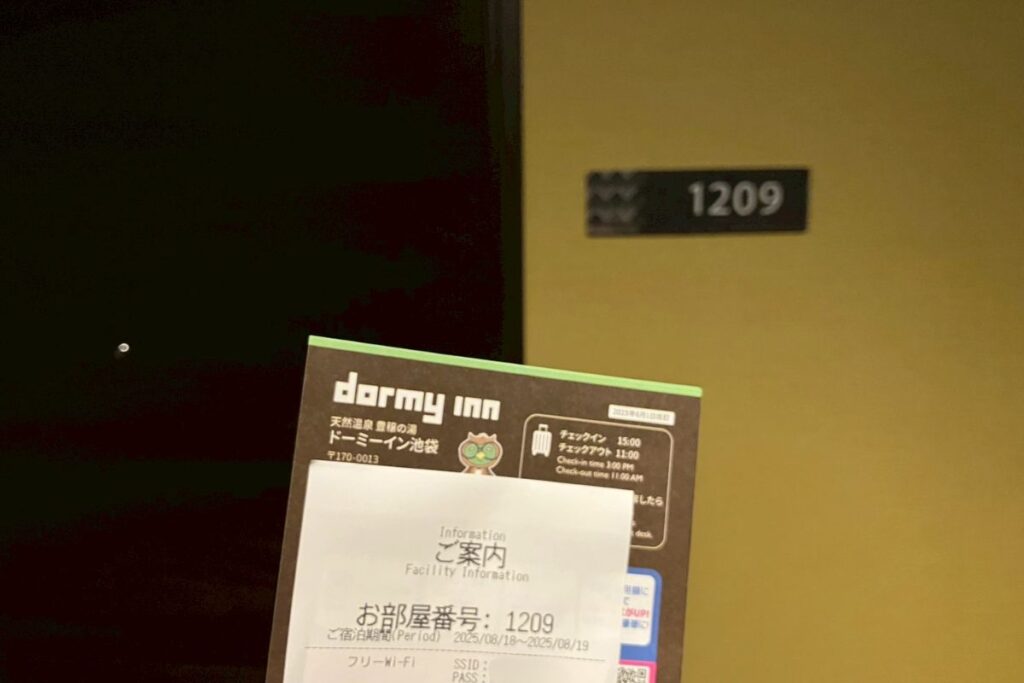 1209
dormy inn
天然温泉 豊穣の湯
ドーミーイン池袋
〒170-0013
チェックイン 15:00
チェックアウト 11:00
Check-in time 3:00 PM
Check-out time 11:00 AM
したら
desk.
Information
ご案内
Facility Information
お部屋番号: 1209
ご宿泊期間(Period) 2025/08/18～2025/08/19
フリーWi-Fi SSID:
PASS: